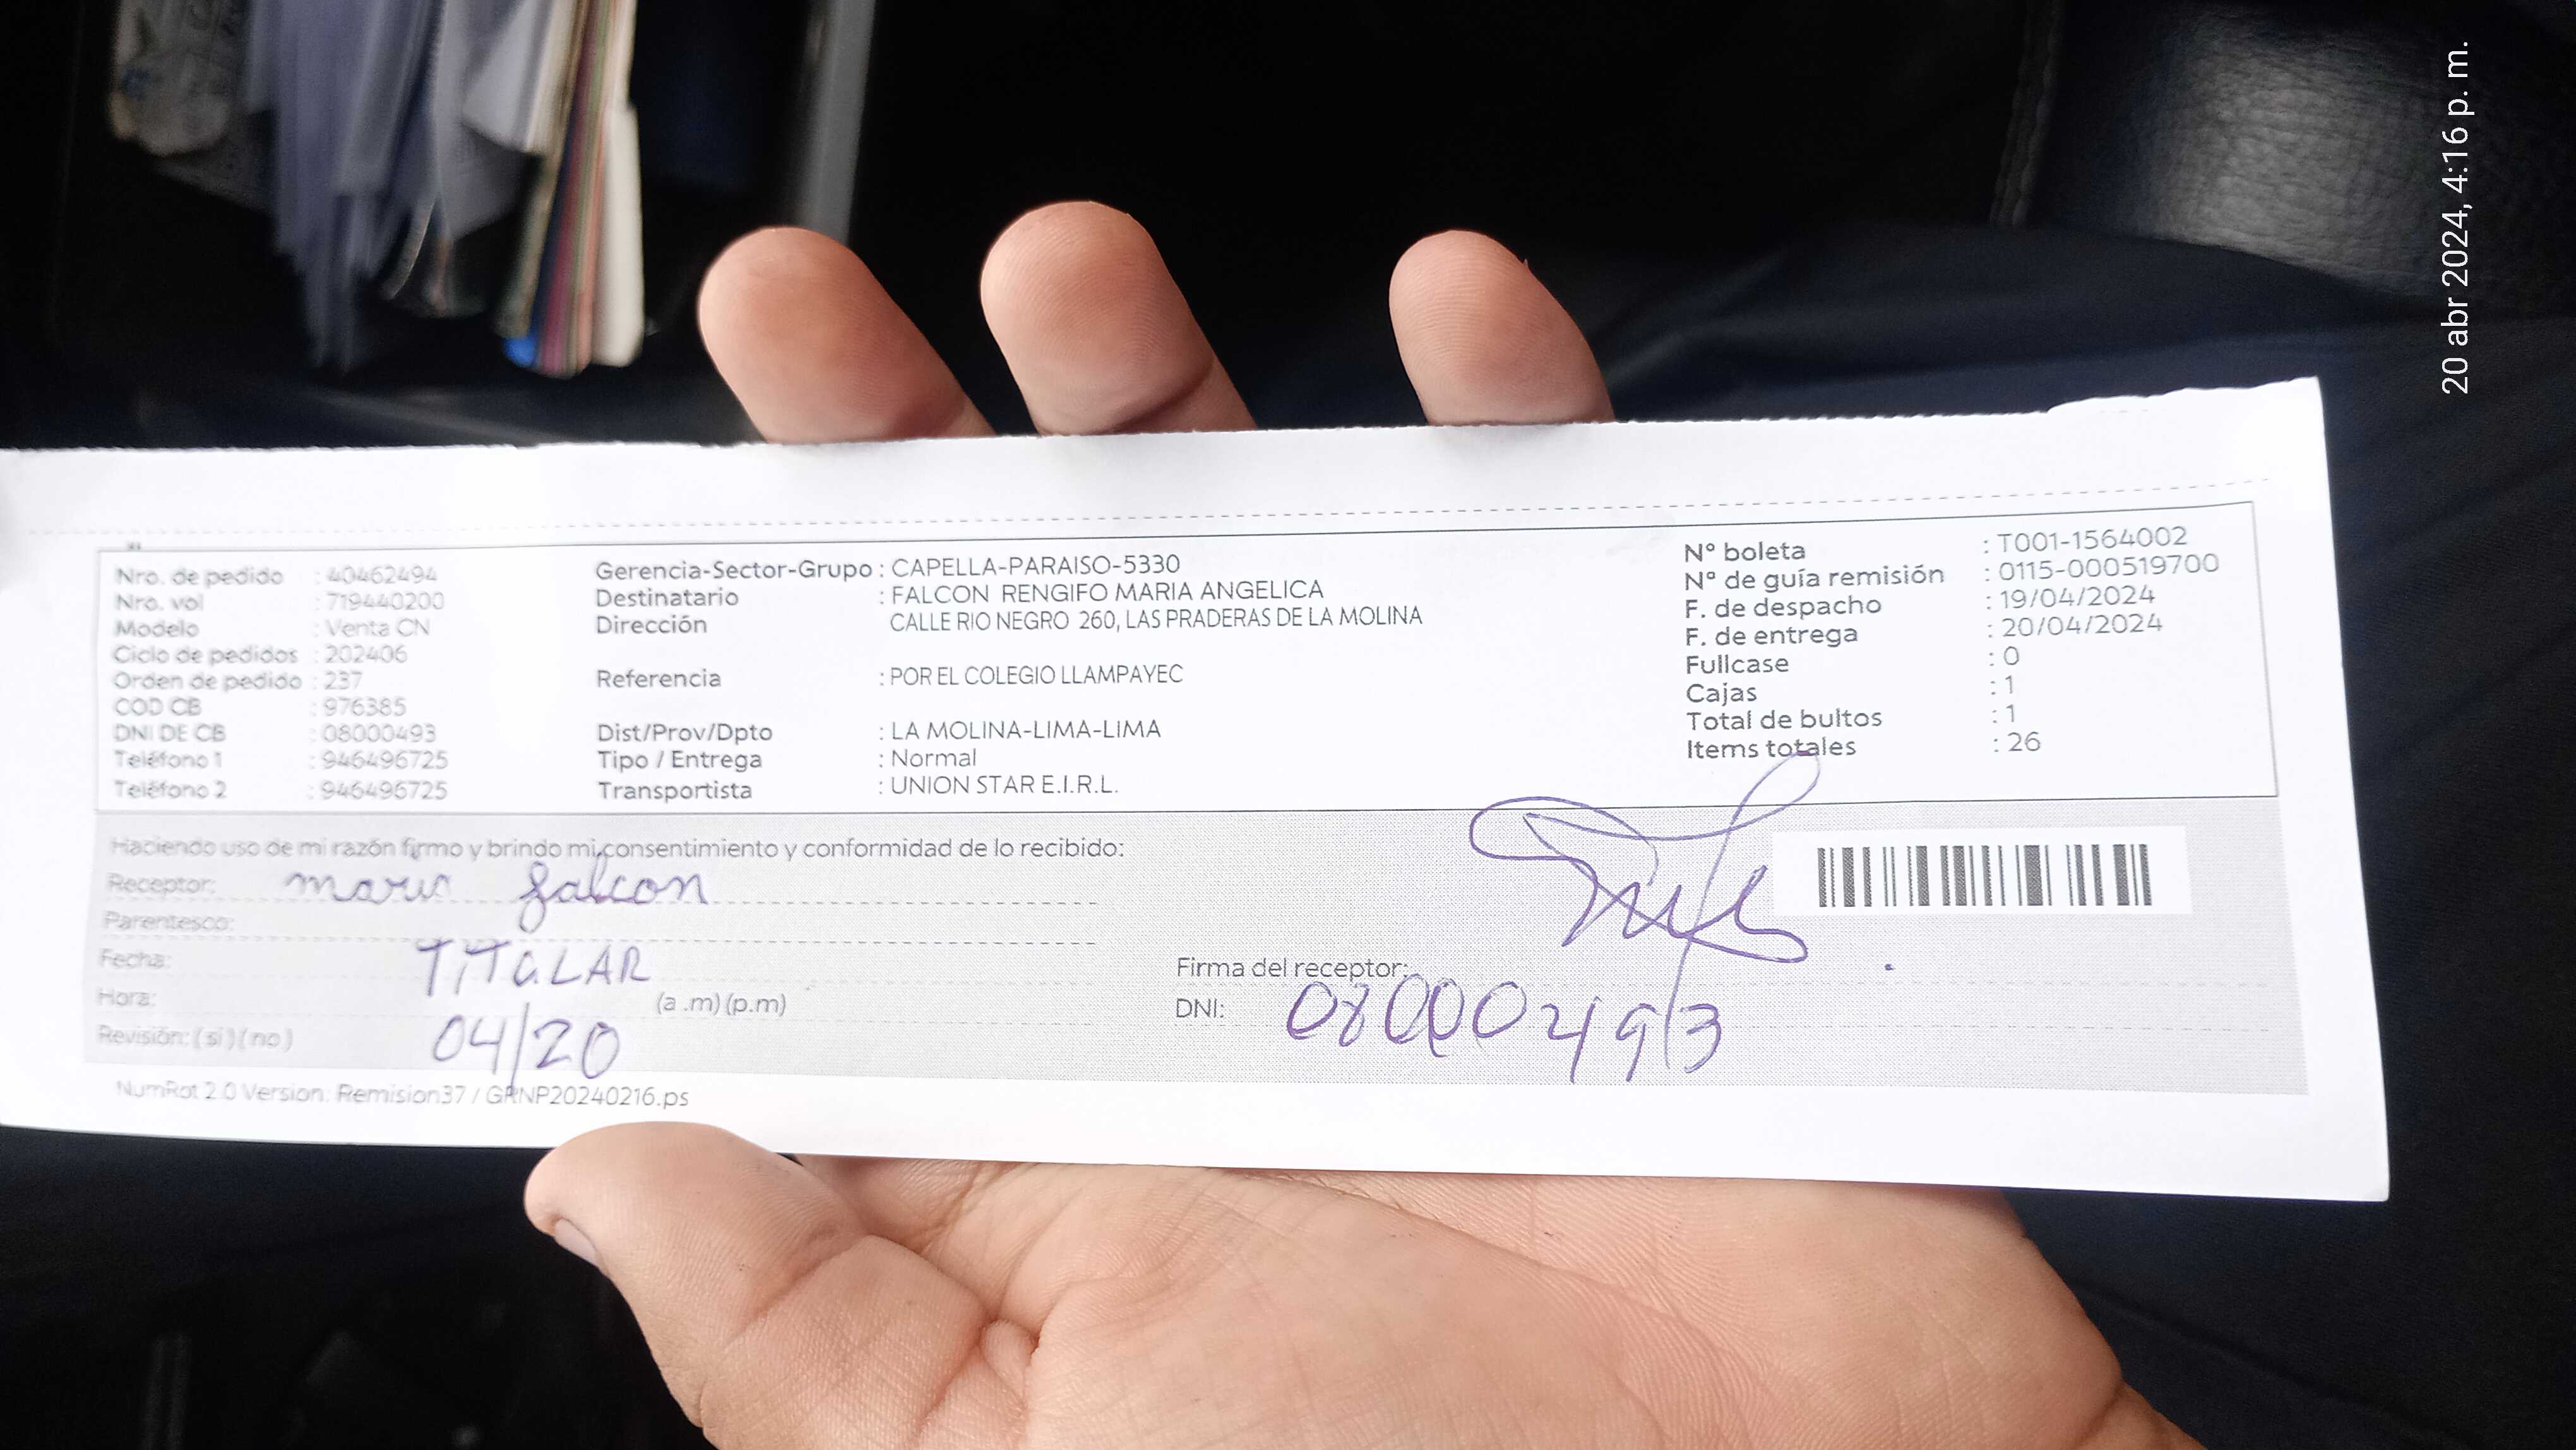 20 abr 2024, 4:16 p. m.
Nro. de pedido : 40462494
Nro. vol : 719440200
Modelo : Venta CN
Ciclo de pedidos : 202406
Orden de pedido : 237
COD CB : 976385
DNI DE CB : 08000493
Teléfono 1 : 946496725
Teléfono 2 : 946496725
Gerencia-Sector-Grupo : CAPELLA-PARAISO-5330
Destinatario : FALCON RENGIFO MARIA ANGELICA
Dirección CALLE RIO NEGRO 260, LAS PRADERAS DE LA MOLINA
Referencia : POR EL COLEGIO LLAMPAYEC
Dist/Prov/Dpto : LA MOLINA-LIMA-LIMA
Tipo / Entrega : Normal
Transportista : UNION STAR E.I.R.L.
N° boleta : T001-1564002
N° de guía remisión : 0115-000519700
F. de despacho : 19/04/2024
F. de entrega : 20/04/2024
Fullcase : 0
Cajas : 1
Total de bultos : 1
Items totales : 26
Haciendo uso de mi razón firmo y brindo mi consentimiento y conformidad de lo recibido:
Receptor: maria falcon
Parentesco:
Fecha: TITULAR
Hora: (a .m) (p.m)
Revisión: ( si ) ( no ) 04/20
Firma del receptor:
DNI: 08000493
NumRot 2.0 Version: Remision37 / GRNP20240216.ps